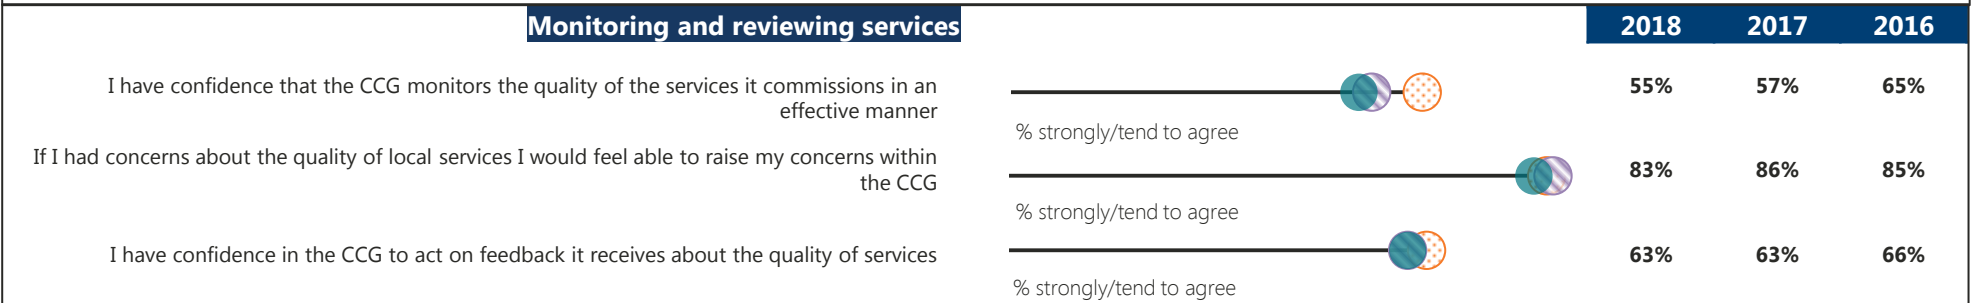 Monitoring and reviewing services 2018 2017 2016
I have confidence that the CCG monitors the quality of the services it commissions in an
effective manner
55% 57% 65%
% strongly/tend to agree
If I had concerns about the quality of local services I would feel able to raise my concerns within
the CCG
83% 86% 85%
% strongly/tend to agree
I have confidence in the CCG to act on feedback it receives about the quality of services 63% 63% 66%
% strongly/tend to agree